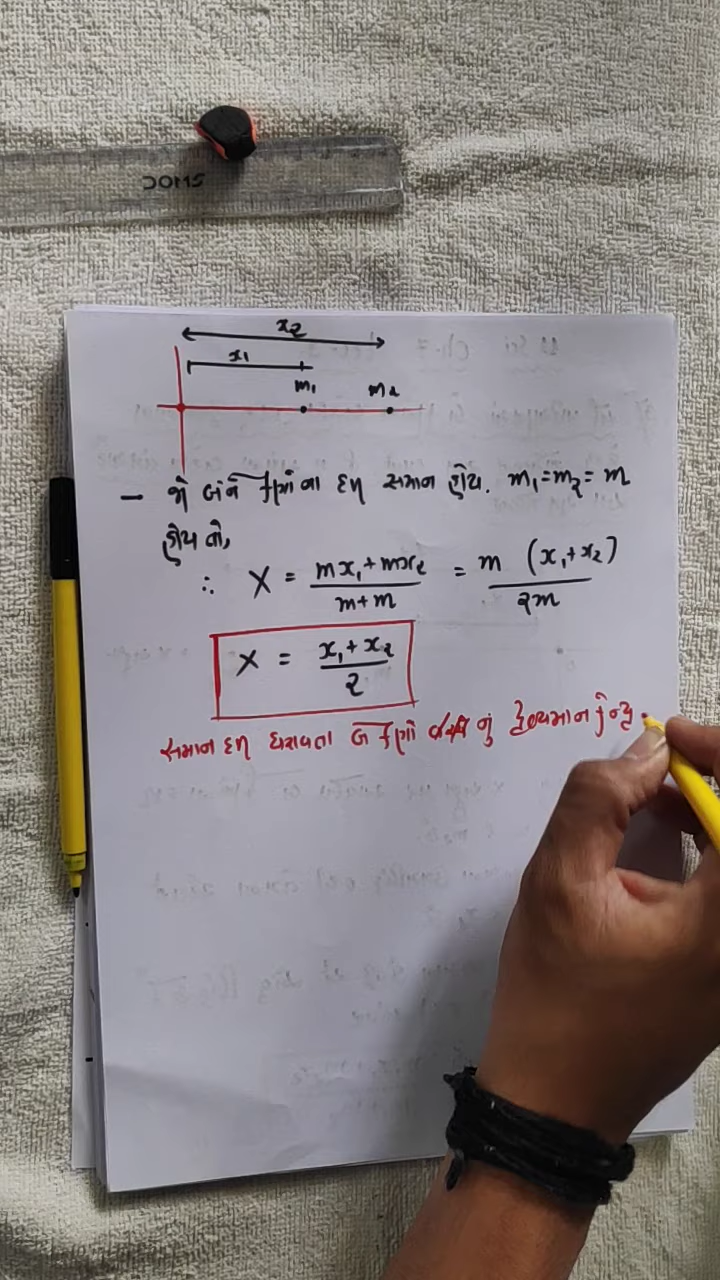 DOMS
x₂
x₁
m₁ m₂
– જો બંને કણોના દળ સમાન હોય. m₁=m₂=m
હોય તો,
∴ X = mx₁+mx₂ / m+m = m (x₁+x₂) / 2m
X = x₁+x₂ / 2
સમાન દળ ધરાવતા બે કણો નું દ્રવ્યમાન કેન્દ્ર